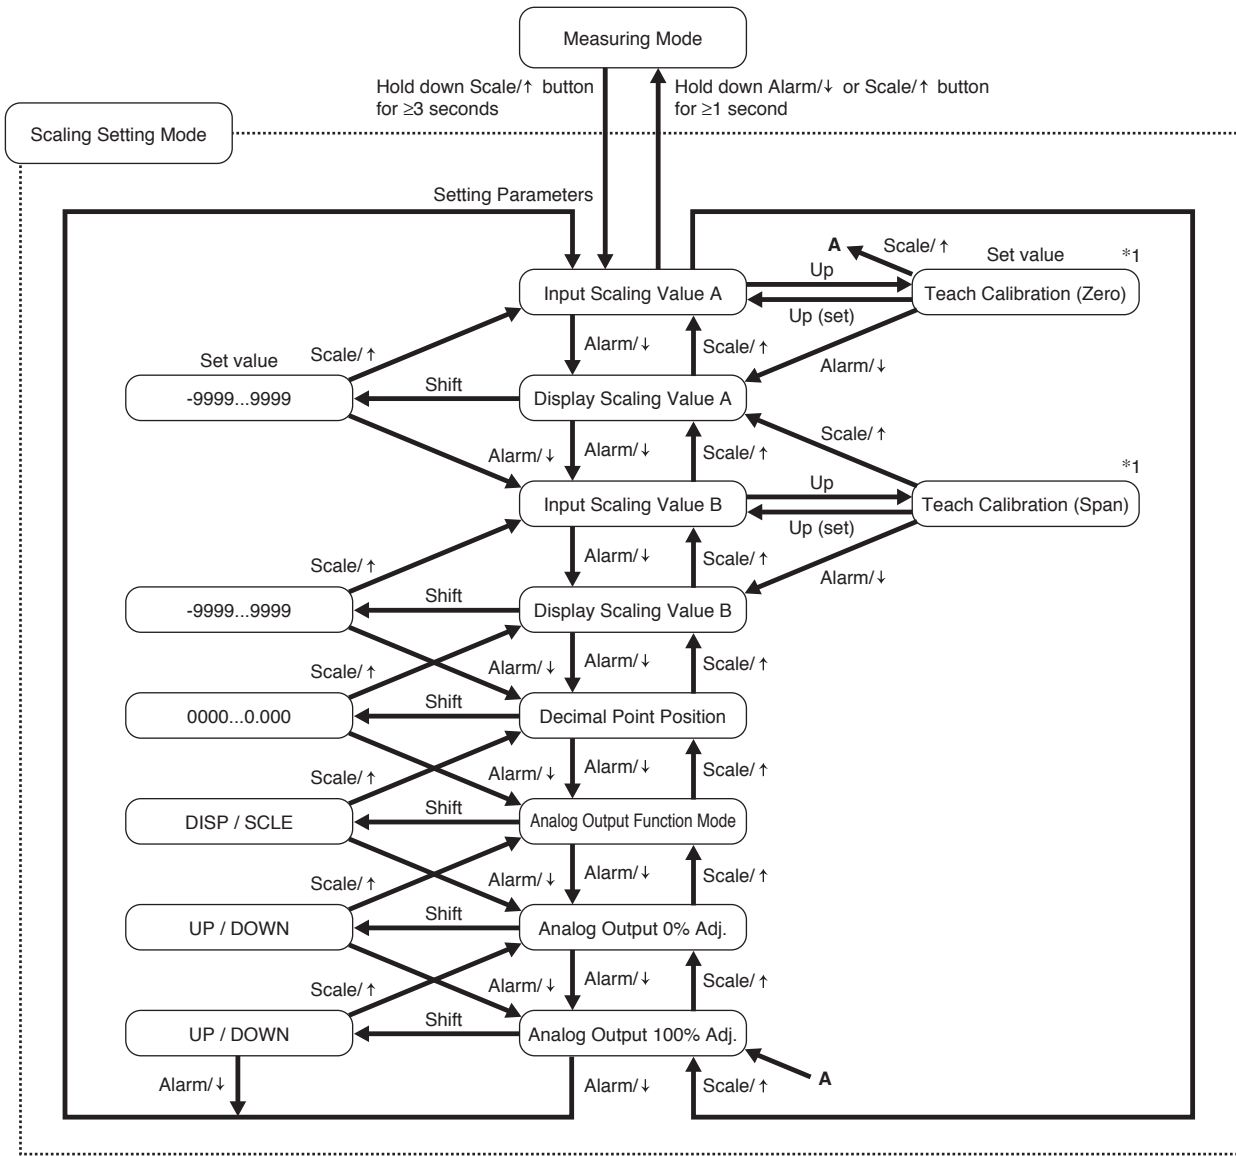 Measuring Mode
Hold down Scale/↑ button
for ≥3 seconds
Hold down Alarm/↓ or Scale/↑ button
for ≥1 second
Scaling Setting Mode
Setting Parameters
A
Scale/↑
Set value
*1
Input Scaling Value A
Up
Up (set)
Teach Calibration (Zero)
Set value
Scale/↑
Alarm/↓
Scale/↑
Alarm/↓
-9999...9999
Shift
Display Scaling Value A
Alarm/↓
Alarm/↓
Scale/↑
Scale/↑
*1
Input Scaling Value B
Up
Up (set)
Teach Calibration (Span)
Scale/↑
Alarm/↓
Scale/↑
Alarm/↓
-9999...9999
Shift
Display Scaling Value B
Scale/↑
Alarm/↓
Alarm/↓
Scale/↑
0000...0.000
Shift
Decimal Point Position
Scale/↑
Alarm/↓
Alarm/↓
Scale/↑
DISP / SCLE
Shift
Analog Output Function Mode
Scale/↑
Alarm/↓
Alarm/↓
Scale/↑
UP / DOWN
Shift
Analog Output 0% Adj.
Scale/↑
Alarm/↓
Alarm/↓
Scale/↑
UP / DOWN
Shift
Analog Output 100% Adj.
Alarm/↓
Alarm/↓
Scale/↑
A